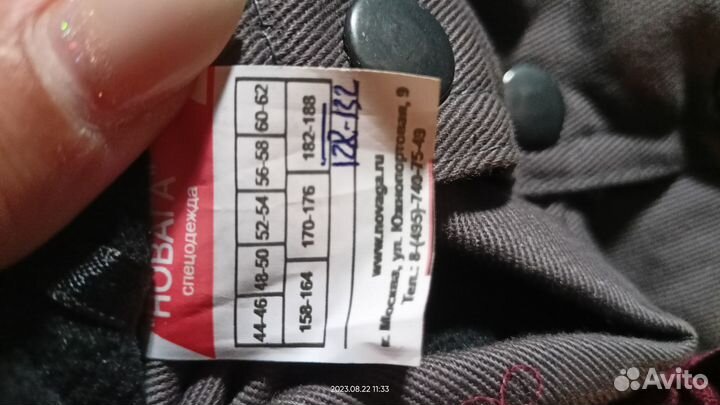 НОВАГА
спецодежда
44-46 48-50 52-54 56-58 60-62
158-164 170-176 182-188
128-132
www.novaga.ru
г. Москва, ул. Южнопортовая, 9
Тел.: 8-(495)-740-75-49
2023.08.22 11:33
Avito